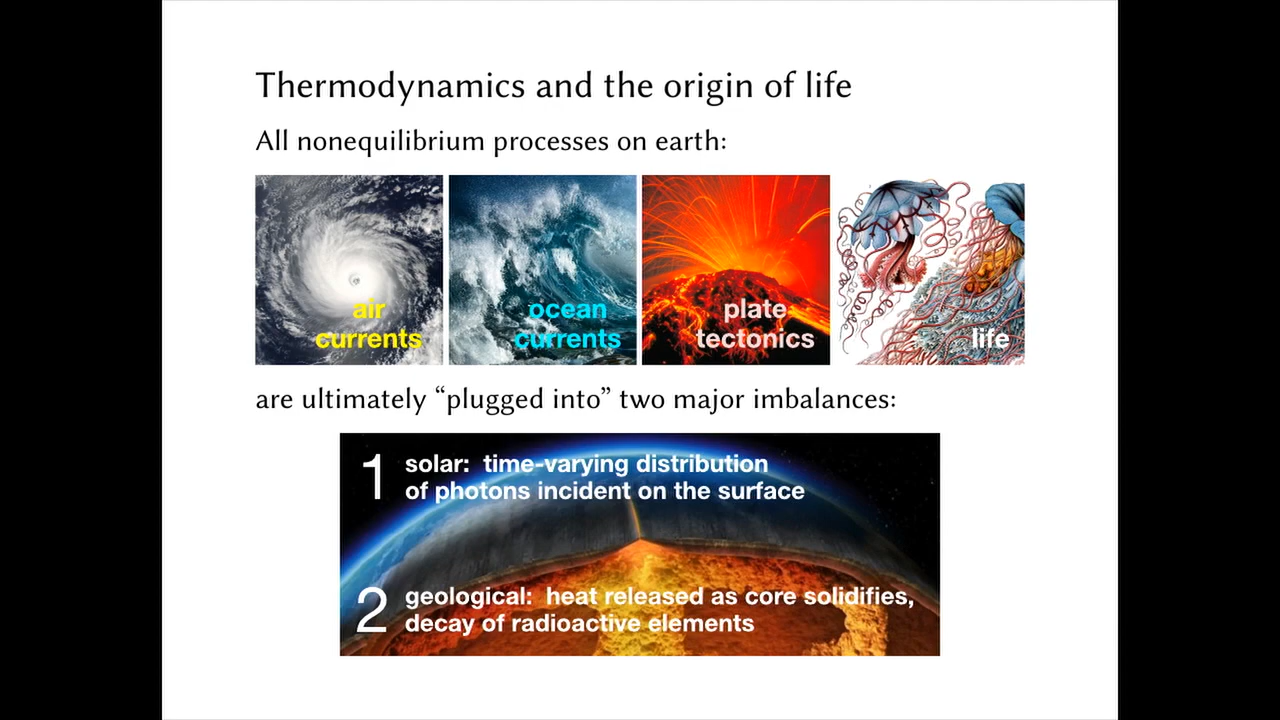 Thermodynamics and the origin of life
All nonequilibrium processes on earth:
air
currents
ocean
currents
plate
tectonics
life
are ultimately “plugged into” two major imbalances:
1 solar: time-varying distribution
of photons incident on the surface
2 geological: heat released as core solidifies,
decay of radioactive elements